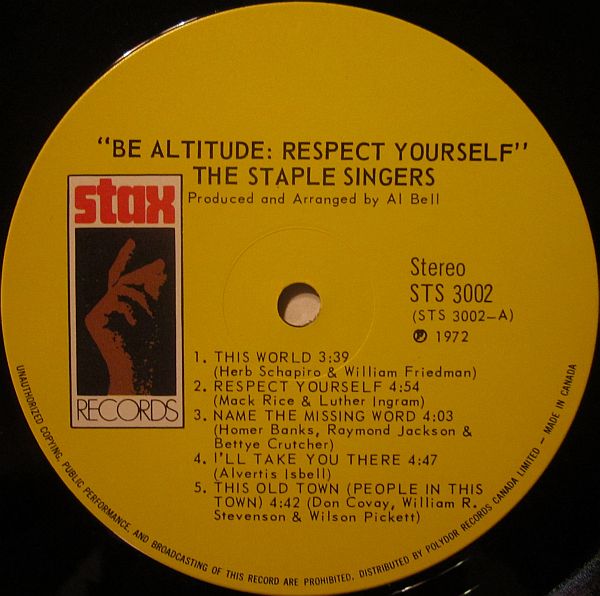 "BE ALTITUDE: RESPECT YOURSELF"
THE STAPLE SINGERS
Produced and Arranged by Al Bell
stax
RECORDS
Stereo
STS 3002
(STS 3002-A)
℗ 1972
1. THIS WORLD 3:39
(Herb Schapiro & William Friedman)
2. RESPECT YOURSELF 4:54
(Mack Rice & Luther Ingram)
3. NAME THE MISSING WORD 4:03
(Homer Banks, Raymond Jackson &
Bettye Crutcher)
4. I'LL TAKE YOU THERE 4:47
(Alvertis Isbell)
5. THIS OLD TOWN (PEOPLE IN THIS
TOWN) 4:42 (Don Covay, William R.
Stevenson & Wilson Pickett)
UNAUTHORIZED COPYING, PUBLIC PERFORMANCE, AND BROADCASTING OF THIS RECORD ARE PROHIBITED. DISTRIBUTED BY POLYDOR RECORDS CANADA LIMITED – MADE IN CANADA